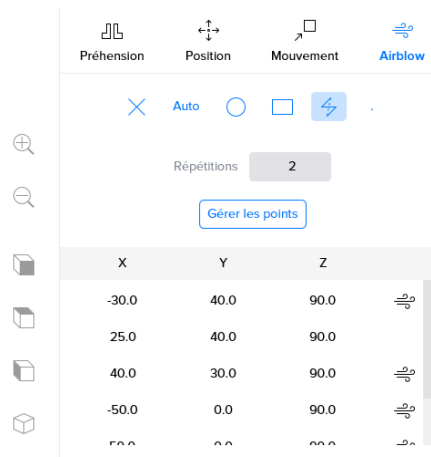 Préhension Position Mouvement Airblow
Auto
Répétitions 2
Gérer les points
X Y Z
-30.0 40.0 90.0
25.0 40.0 90.0
40.0 30.0 90.0
-50.0 0.0 90.0